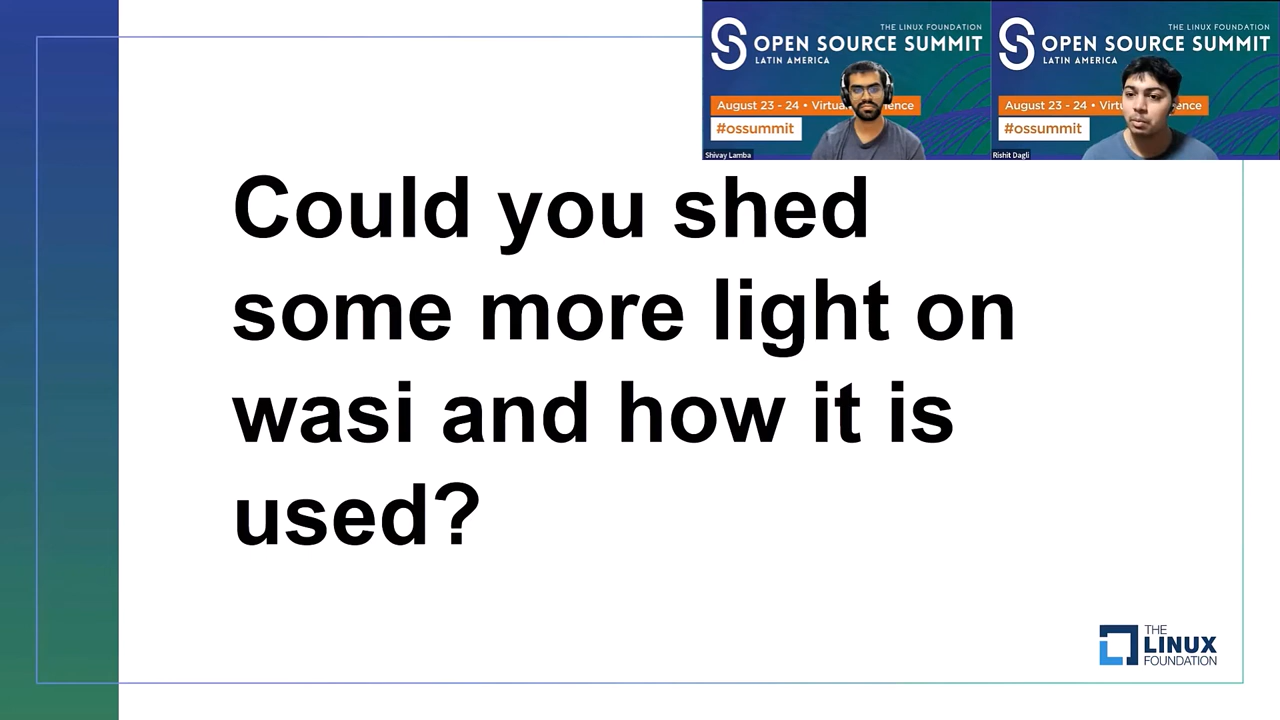 THE LINUX FOUNDATION
OPEN SOURCE SUMMIT
LATIN AMERICA
August 23 - 24 • Virtual
ence
#ossummit
Shivay Lamba
THE LINUX FOUNDATION
OPEN SOURCE SUMMIT
LATIN AMERICA
August 23 - 24 •
ence
#ossummit
Rishit Dagli
Could you shed
some more light on
wasi and how it is
used?
THE
LINUX
FOUNDATION